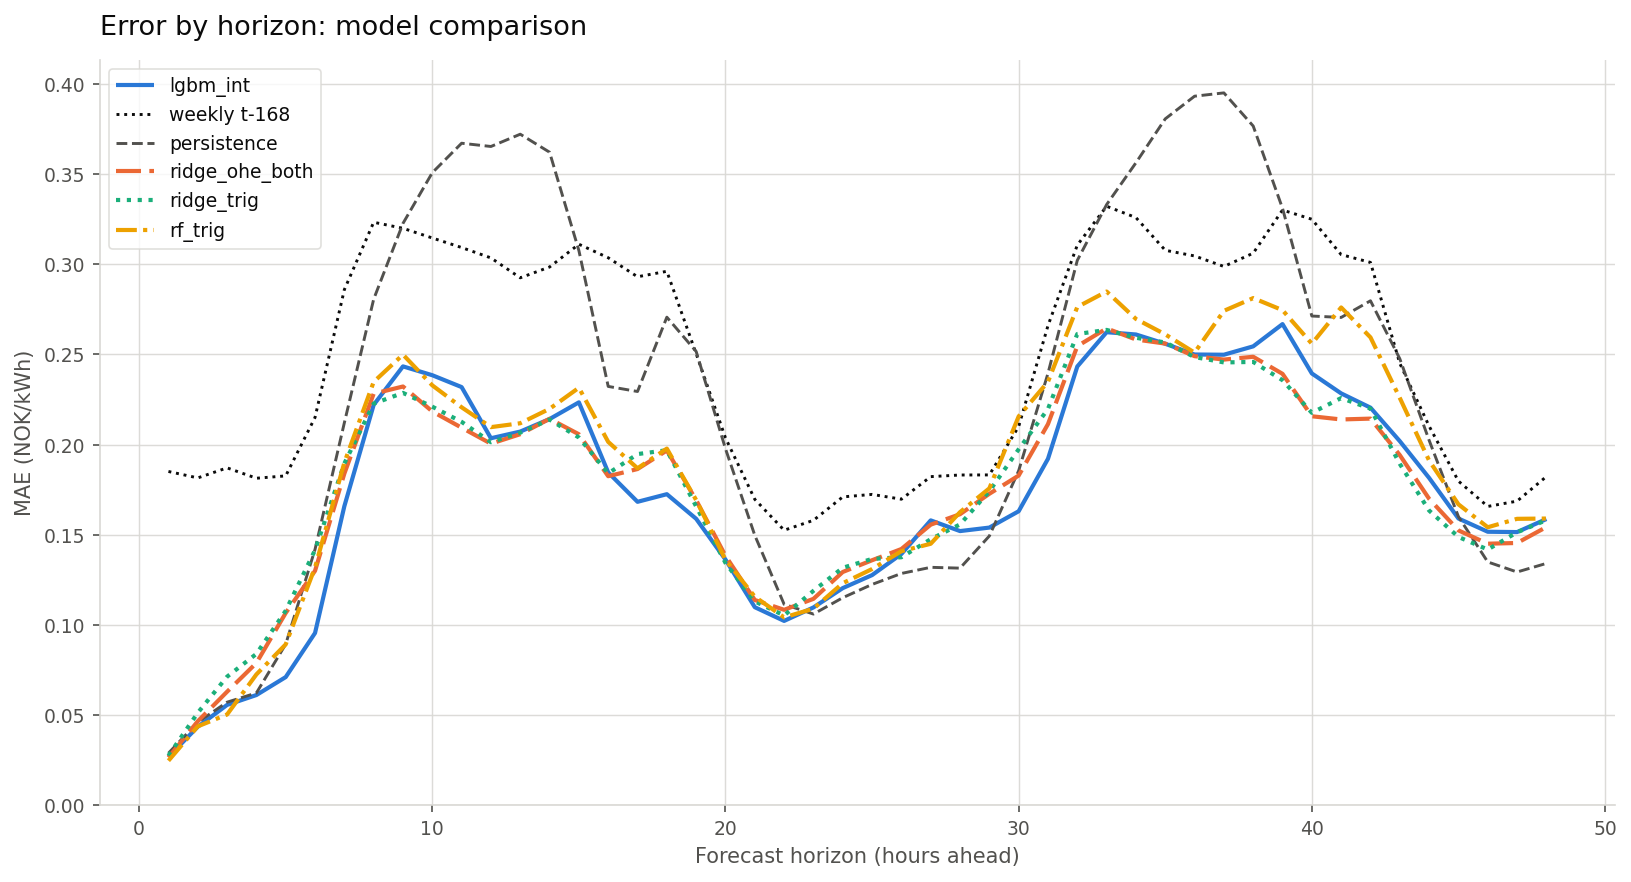 Error by horizon: model comparison
lgbm_int
weekly t-168
persistence
ridge_ohe_both
ridge_trig
rf_trig
MAE (NOK/kWh)
0.40
0.35
0.30
0.25
0.20
0.15
0.10
0.05
0.00
0 10 20 30 40 50
Forecast horizon (hours ahead)